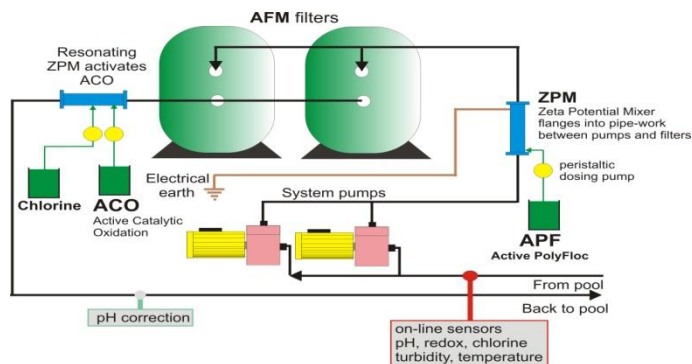 AFM filters
Resonating
ZPM activates
ACO
ZPM
Zeta Potential Mixer
flanges into pipe-work
between pumps and filters
Electrical
earth
peristaltic
dosing pump
System pumps
Chlorine
ACO
Active Catalytic
Oxidation
APF
Active PolyFloc
From pool
Back to pool
pH correction
on-line sensors
pH, redox, chlorine
turbidity, temperature